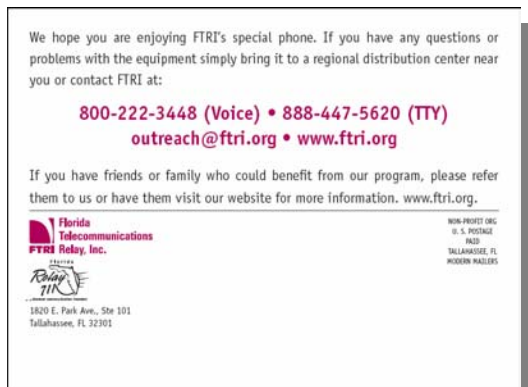 We hope you are enjoying FTRI's special phone. If you have any questions or
problems with the equipment simply bring it to a regional distribution center near
you or contact FTRI at:
800-222-3448 (Voice) • 888-447-5620 (TTY)
outreach@ftri.org • www.ftri.org
If you have friends or family who could benefit from our program, please refer
them to us or have them visit our website for more information. www.ftri.org.
Florida
Telecommunications
FTRI Relay, Inc.
Florida
Relay
711
1820 E. Park Ave., Ste 101
Tallahassee, FL 32301
NON-PROFIT ORG
U. S. POSTAGE
PAID
TALLAHASSEE, FL
MODERN MAILERS